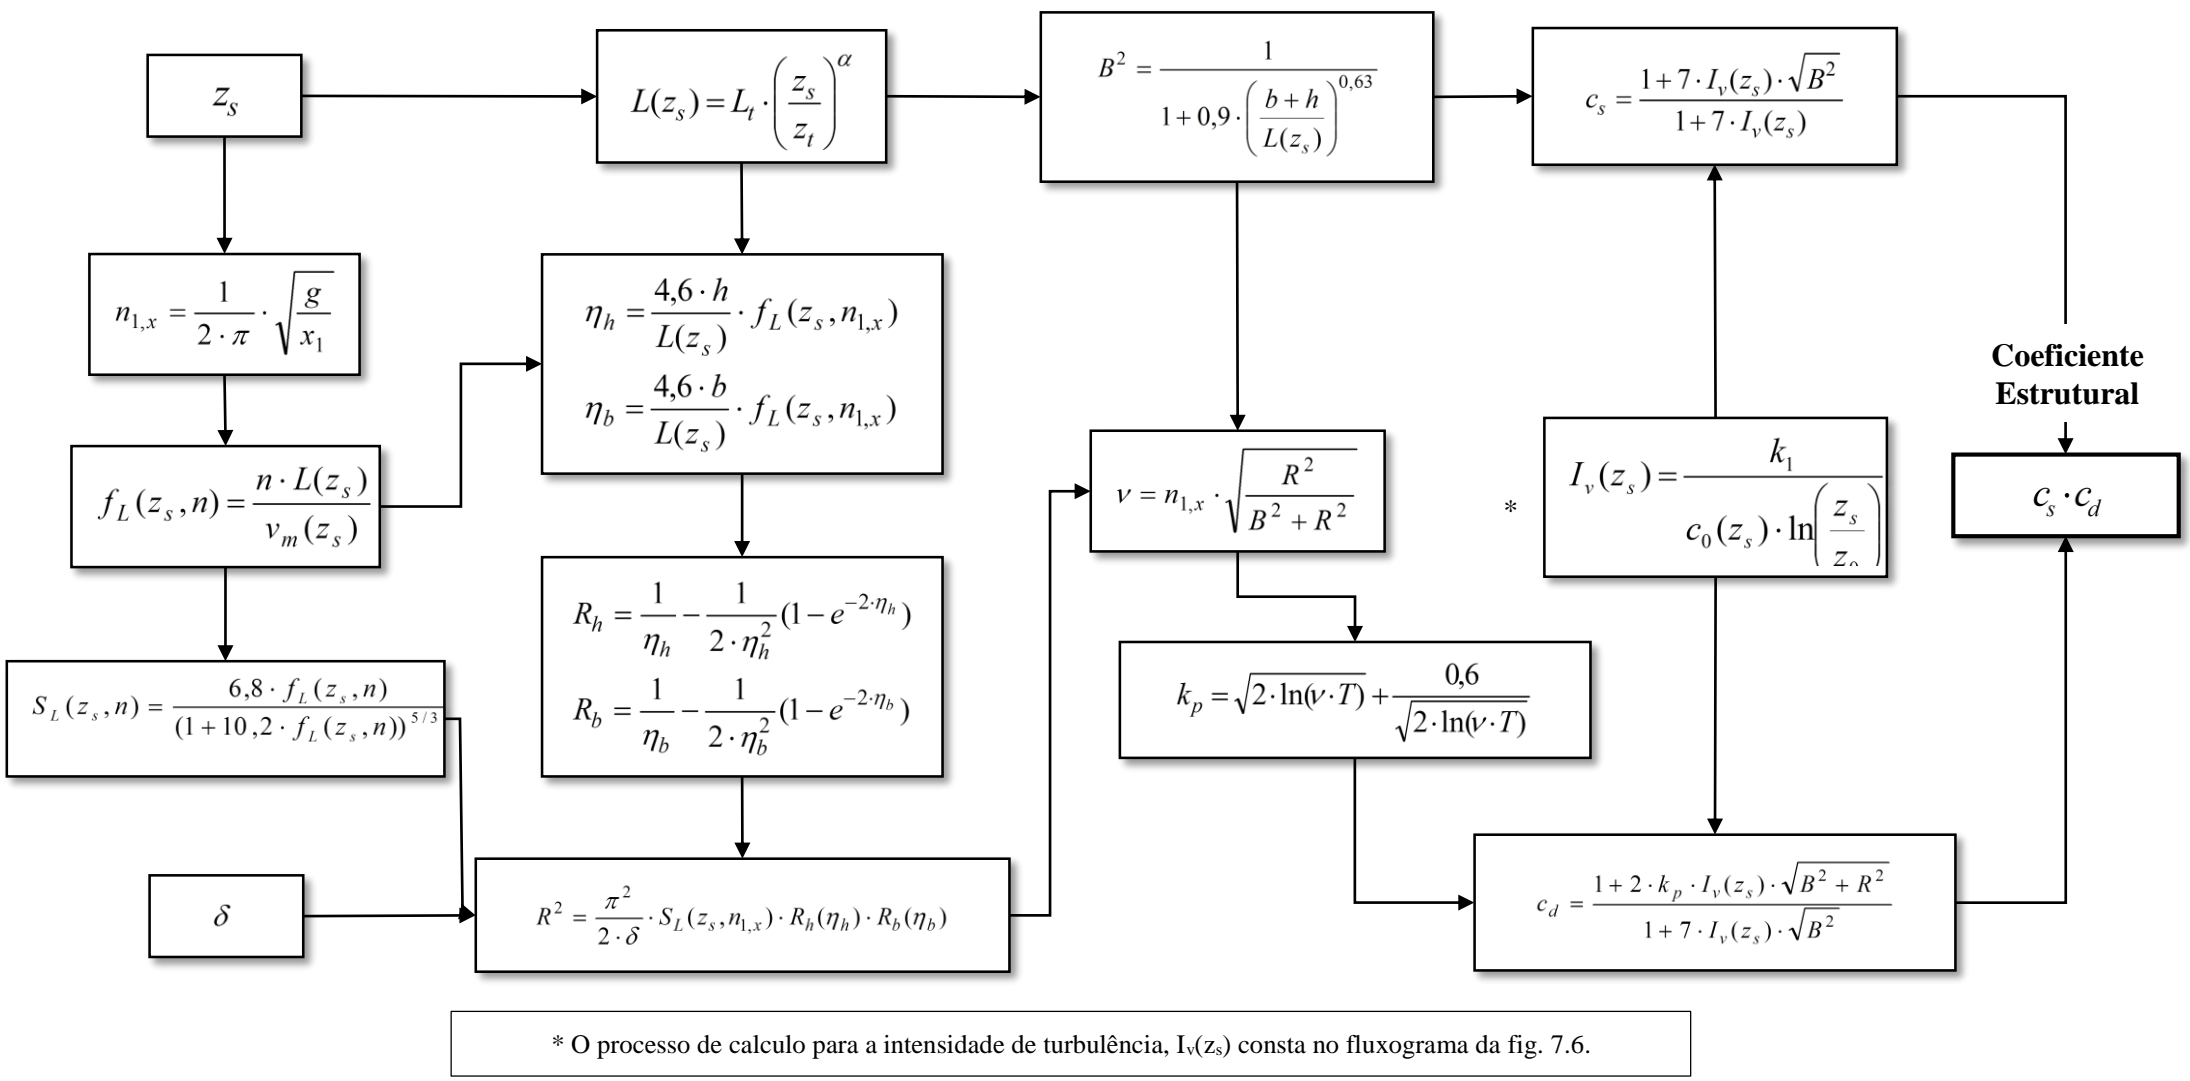 z_s
L(z_s) = L_t · (z_s / z_t)^α
B² = 1 / (1 + 0,9 · ((b + h) / L(z_s))^0,63)
c_s = (1 + 7 · I_v(z_s) · √B²) / (1 + 7 · I_v(z_s))
n_1,x = 1 / (2 · π) · √(g / x_1)
η_h = (4,6 · h) / L(z_s) · f_L(z_s, n_1,x)
η_b = (4,6 · b) / L(z_s) · f_L(z_s, n_1,x)
Coeficiente
Estrutural
f_L(z_s, n) = (n · L(z_s)) / v_m(z_s)
ν = n_1,x · √(R² / (B² + R²))
*
I_v(z_s) = k_1 / (c_0(z_s) · ln(z_s / z_0))
c_s · c_d
R_h = 1 / η_h − 1 / (2 · η_h²) (1 − e^(−2·η_h))
R_b = 1 / η_b − 1 / (2 · η_b²) (1 − e^(−2·η_b))
S_L(z_s, n) = (6,8 · f_L(z_s, n)) / (1 + 10,2 · f_L(z_s, n))^5/3
k_p = √(2 · ln(ν · T)) + 0,6 / √(2 · ln(ν · T))
δ
R² = π² / (2 · δ) · S_L(z_s, n_1,x) · R_h(η_h) · R_b(η_b)
c_d = (1 + 2 · k_p · I_v(z_s) · √(B² + R²)) / (1 + 7 · I_v(z_s) · √B²)
* O processo de calculo para a intensidade de turbulência, I_v(z_s) consta no fluxograma da fig. 7.6.